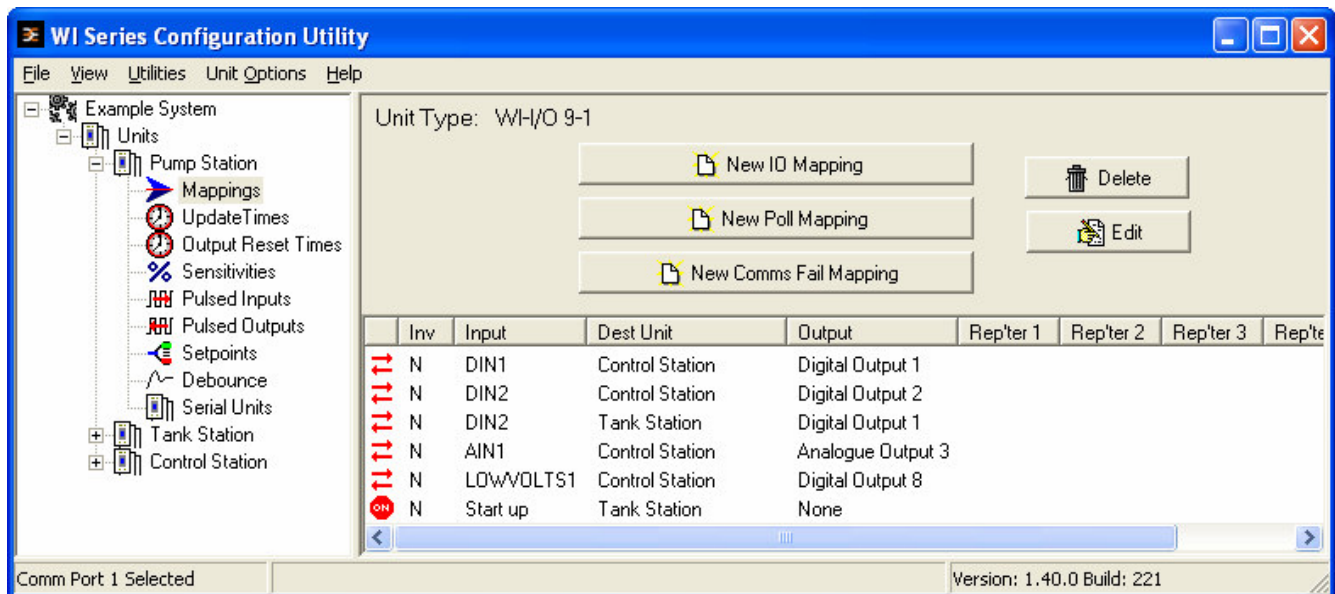 WI Series Configuration Utility
File View Utilities Unit Options Help
Example System
Units
Pump Station
Mappings
UpdateTimes
Output Reset Times
Sensitivities
Pulsed Inputs
Pulsed Outputs
Setpoints
Debounce
Serial Units
Tank Station
Control Station
Unit Type: WI-I/O 9-1
New IO Mapping
New Poll Mapping
New Comms Fail Mapping
Delete
Edit
Inv Input Dest Unit Output Rep'ter 1 Rep'ter 2 Rep'ter 3 Rep'te
N DIN1 Control Station Digital Output 1
N DIN2 Control Station Digital Output 2
N DIN2 Tank Station Digital Output 1
N AIN1 Control Station Analogue Output 3
N LOWVOLTS1 Control Station Digital Output 8
ON N Start up Tank Station None
Comm Port 1 Selected Version: 1.40.0 Build: 221